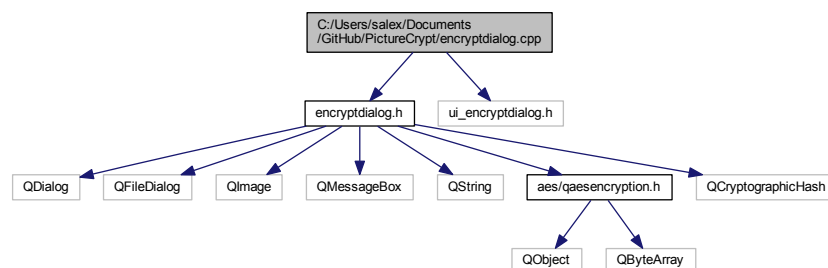 C:/Users/salex/Documents
/GitHub/PictureCrypt/encryptdialog.cpp
encryptdialog.h
ui_encryptdialog.h
QDialog
QFileDialog
QImage
QMessageBox
QString
aes/qaesencryption.h
QCryptographicHash
QObject
QByteArray